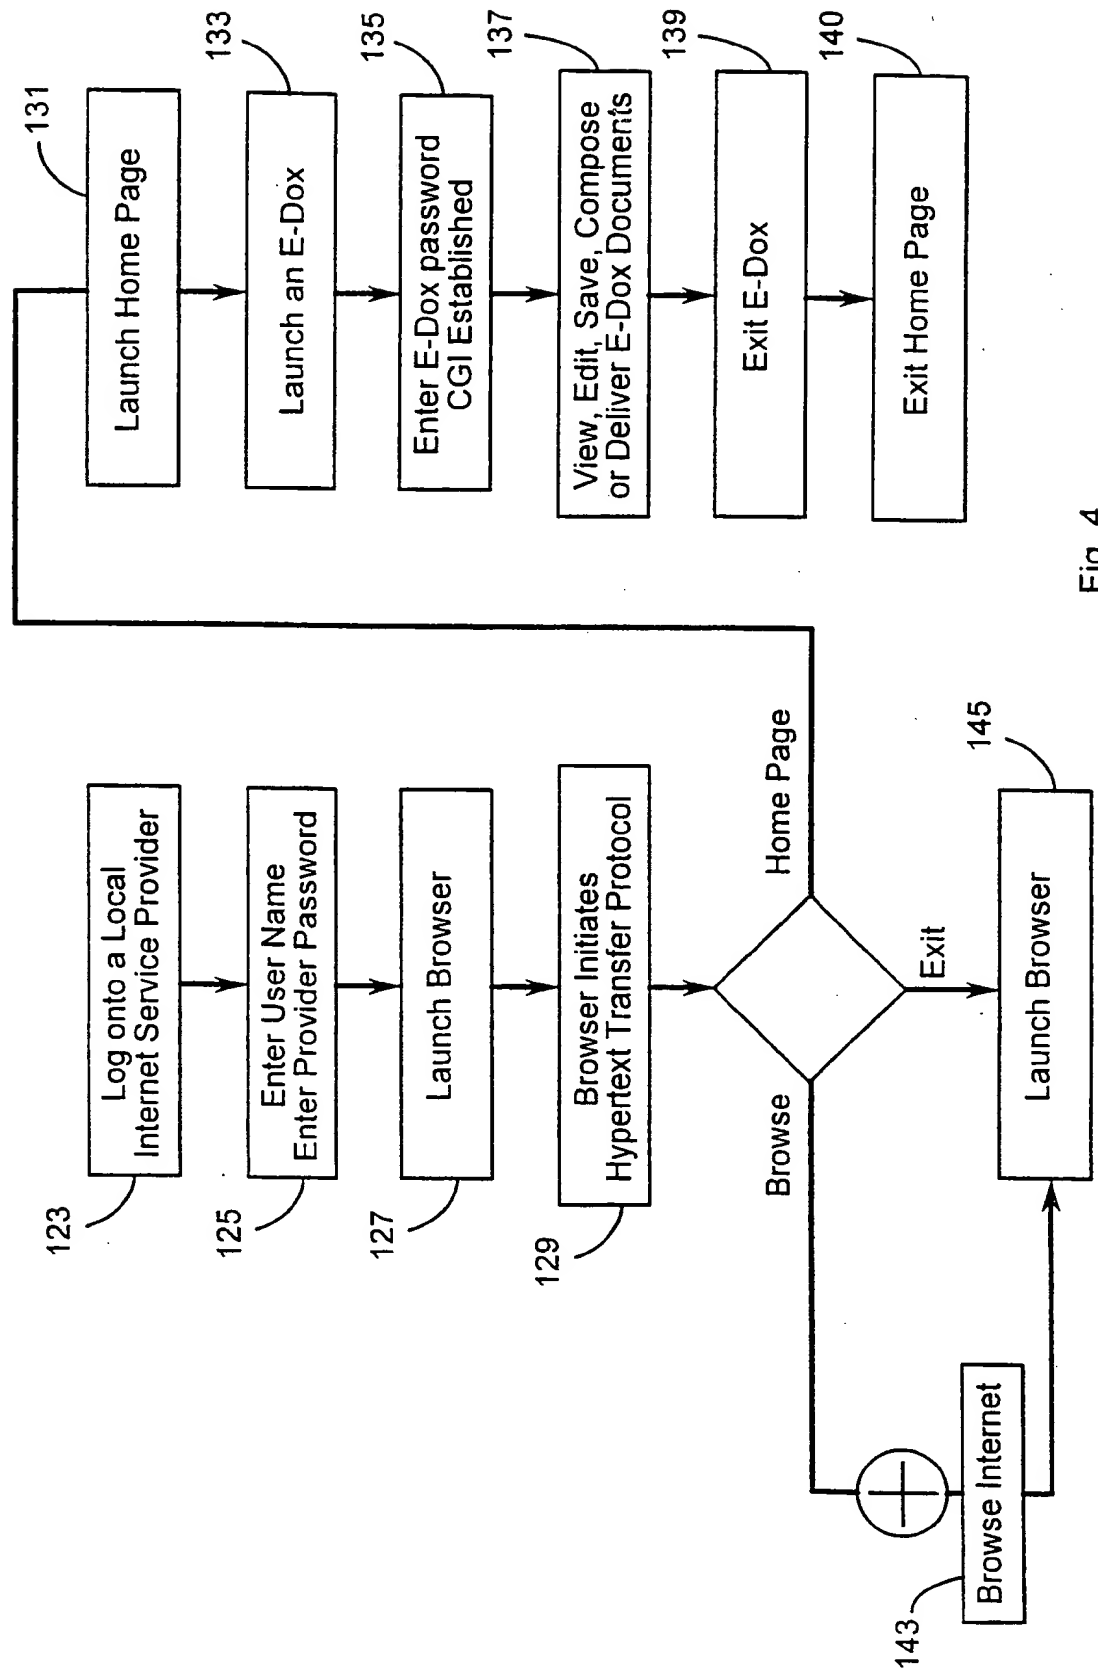 123
Log onto a Local
Internet Service Provider
125
Enter User Name
Enter Provider Password
127
Launch Browser
129
Browser Initiates
Hypertext Transfer Protocol
Browse
Home Page
Exit
143
Browse Internet
145
Launch Browser
131
Launch Home Page
133
Launch an E-Dox
135
Enter E-Dox password
CGI Established
137
View, Edit, Save, Compose
or Deliver E-Dox Documents
139
Exit E-Dox
140
Exit Home Page
Fig. 4